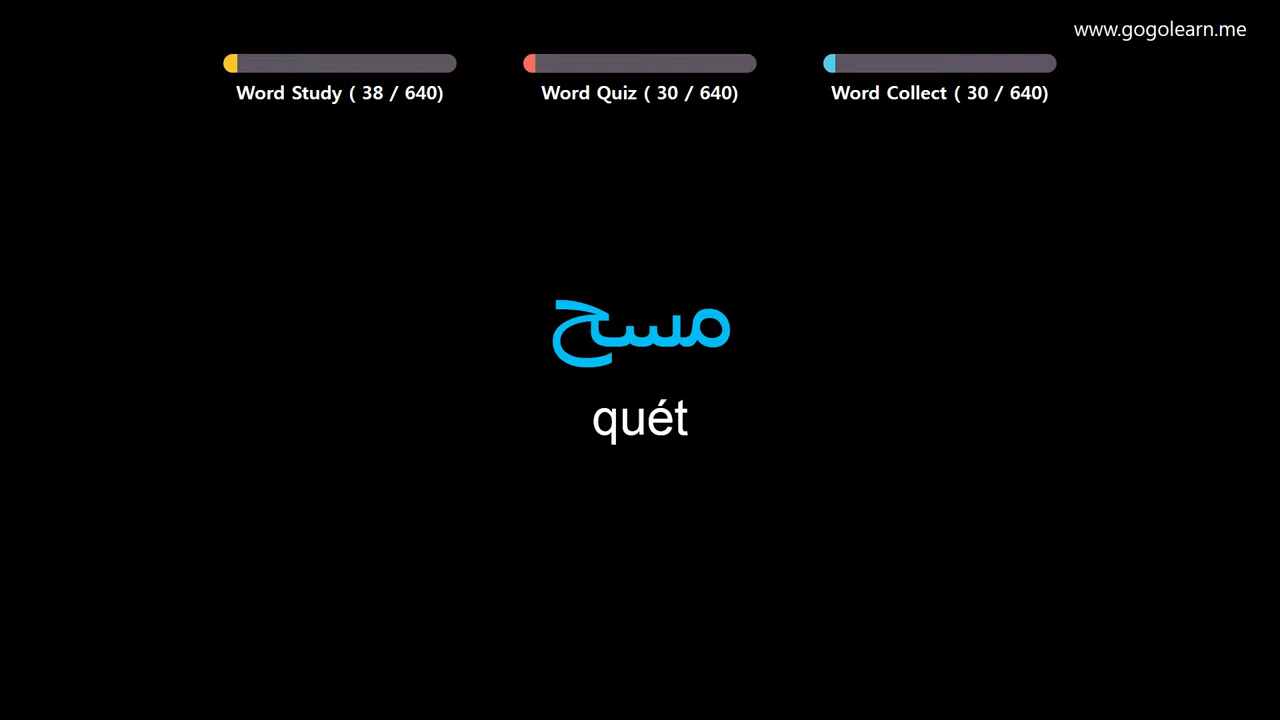 www.gogolearn.me
Word Study ( 38 / 640)
Word Quiz ( 30 / 640)
Word Collect ( 30 / 640)
مسح
quét